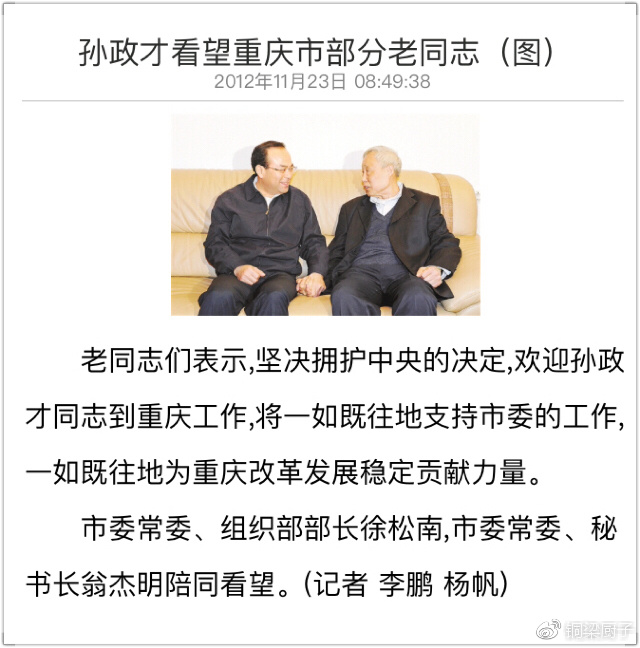 孙政才看望重庆市部分老同志（图）
2012年11月23日 08:49:38
老同志们表示,坚决拥护中央的决定,欢迎孙政
才同志到重庆工作,将一如既往地支持市委的工作,
一如既往地为重庆改革发展稳定贡献力量。
市委常委、组织部部长徐松南,市委常委、秘
书长翁杰明陪同看望。(记者 李鹏 杨帆)
铜梁厨子